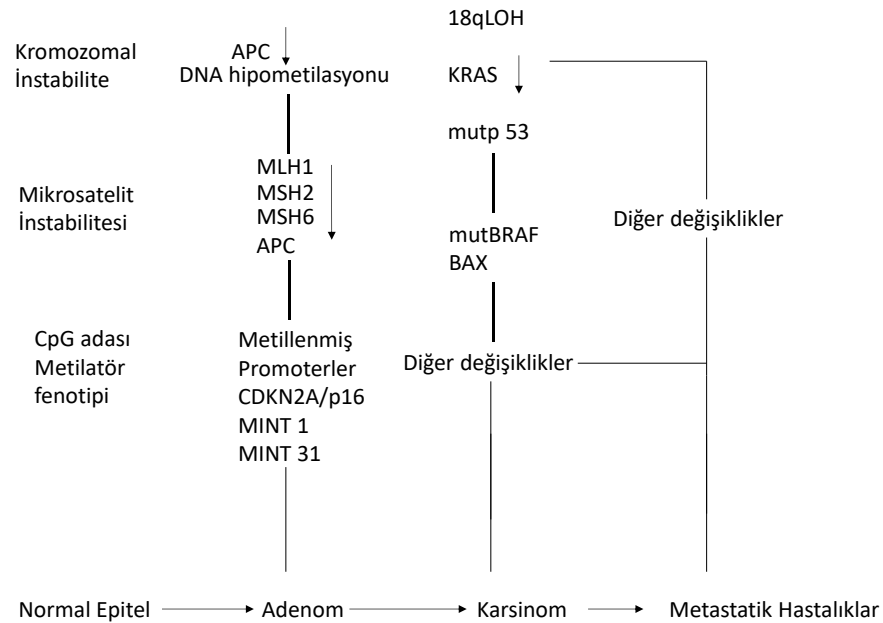 Kromozomal
İnstabilite
APC
DNA hipometilasyonu
18qLOH
KRAS
mutp 53
Mikrosatelit
İnstabilitesi
MLH1
MSH2
MSH6
APC
mutBRAF
BAX
Diğer değişiklikler
CpG adası
Metilatör
fenotipi
Metillenmiş
Promoterler
CDKN2A/p16
MINT 1
MINT 31
Diğer değişiklikler
Normal Epitel
Adenom
Karsinom
Metastatik Hastalıklar